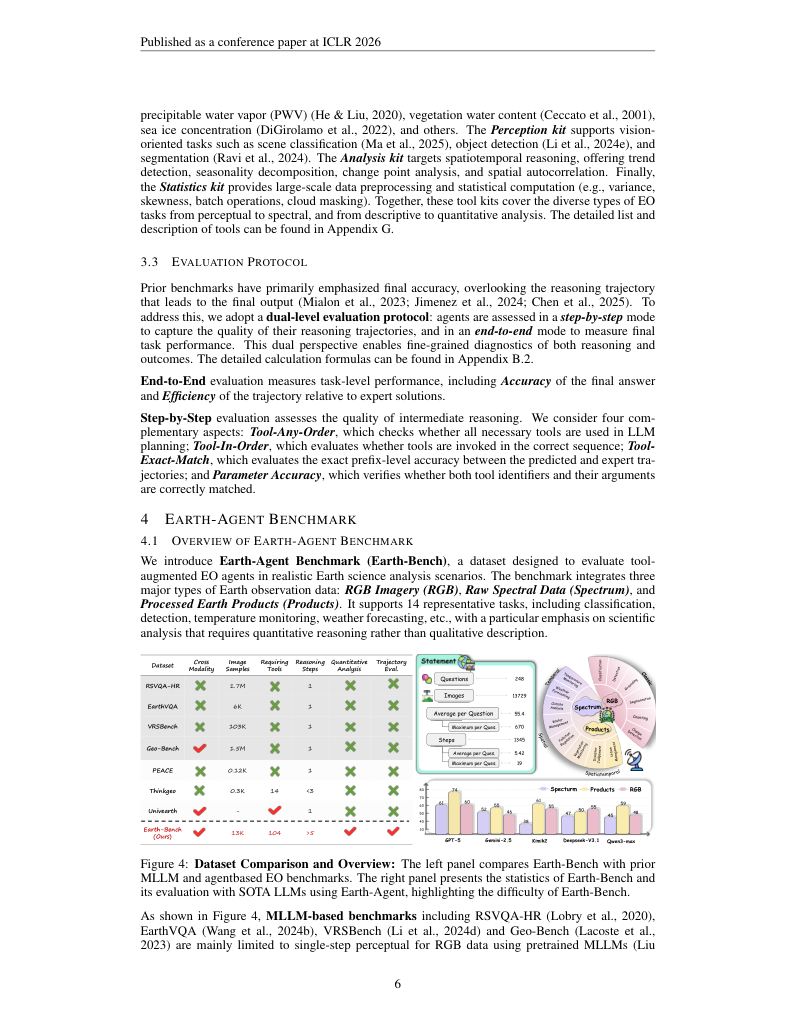 Published as a conference paper at ICLR 2026
precipitable water vapor (PWV) (He & Liu, 2020), vegetation water content (Ceccato et al., 2001),
sea ice concentration (DiGirolamo et al., 2022), and others. The Perception kit supports vision-
oriented tasks such as scene classification (Ma et al., 2025), object detection (Li et al., 2024e), and
segmentation (Ravi et al., 2024). The Analysis kit targets spatiotemporal reasoning, offering trend
detection, seasonality decomposition, change point analysis, and spatial autocorrelation. Finally,
the Statistics kit provides large-scale data preprocessing and statistical computation (e.g., variance,
skewness, batch operations, cloud masking). Together, these tool kits cover the diverse types of EO
tasks from perceptual to spectral, and from descriptive to quantitative analysis. The detailed list and
description of tools can be found in Appendix G.
3.3 EVALUATION PROTOCOL
Prior benchmarks have primarily emphasized final accuracy, overlooking the reasoning trajectory
that leads to the final output (Mialon et al., 2023; Jimenez et al., 2024; Chen et al., 2025). To
address this, we adopt a dual-level evaluation protocol: agents are assessed in a step-by-step mode
to capture the quality of their reasoning trajectories, and in an end-to-end mode to measure final
task performance. This dual perspective enables fine-grained diagnostics of both reasoning and
outcomes. The detailed calculation formulas can be found in Appendix B.2.
End-to-End evaluation measures task-level performance, including Accuracy of the final answer
and Efficiency of the trajectory relative to expert solutions.
Step-by-Step evaluation assesses the quality of intermediate reasoning. We consider four com-
plementary aspects: Tool-Any-Order, which checks whether all necessary tools are used in LLM
planning; Tool-In-Order, which evaluates whether tools are invoked in the correct sequence; Tool-
Exact-Match, which evaluates the exact prefix-level accuracy between the predicted and expert tra-
jectories; and Parameter Accuracy, which verifies whether both tool identifiers and their arguments
are correctly matched.
4 EARTH-AGENT BENCHMARK
4.1 OVERVIEW OF EARTH-AGENT BENCHMARK
We introduce Earth-Agent Benchmark (Earth-Bench), a dataset designed to evaluate tool-
augmented EO agents in realistic Earth science analysis scenarios. The benchmark integrates three
major types of Earth observation data: RGB Imagery (RGB), Raw Spectral Data (Spectrum), and
Processed Earth Products (Products). It supports 14 representative tasks, including classification,
detection, temperature monitoring, weather forecasting, etc., with a particular emphasis on scientific
analysis that requires quantitative reasoning rather than qualitative description.
Dataset Cross Modality Image Samples Requiring Tools Reasoning Steps Quantitative Analysis Trajectory Eval.
RSVQA-HR 1.7M 1
EarthVQA 6K 1
VRSBench 103K 1
Geo-Bench 1.5M 1
PEACE 0.12K 1
Thinkgeo 0.3K 14 <3
Univearth - 1
Earth-Bench (Ours) 13K 104 >5
Statement
Questions 248
Images 13729
Average per Question 55.4
Maximum per Ques. 670
Steps 1345
Average per Ques. 5.42
Maximum per Ques. 19
Spectrum
RGB
Products
Spatiotemporal
Specturm Products RGB
61 74 60
52 55 45
38 61 55
47 50 55
45 59 48
GPT-5 Gemini-2.5 Kimik2 Deepseek-V3.1 Qwen3-max
Figure 4: Dataset Comparison and Overview: The left panel compares Earth-Bench with prior
MLLM and agentbased EO benchmarks. The right panel presents the statistics of Earth-Bench and
its evaluation with SOTA LLMs using Earth-Agent, highlighting the difficulty of Earth-Bench.
As shown in Figure 4, MLLM-based benchmarks including RSVQA-HR (Lobry et al., 2020),
EarthVQA (Wang et al., 2024b), VRSBench (Li et al., 2024d) and Geo-Bench (Lacoste et al.,
2023) are mainly limited to single-step perceptual for RGB data using pretrained MLLMs (Liu
6